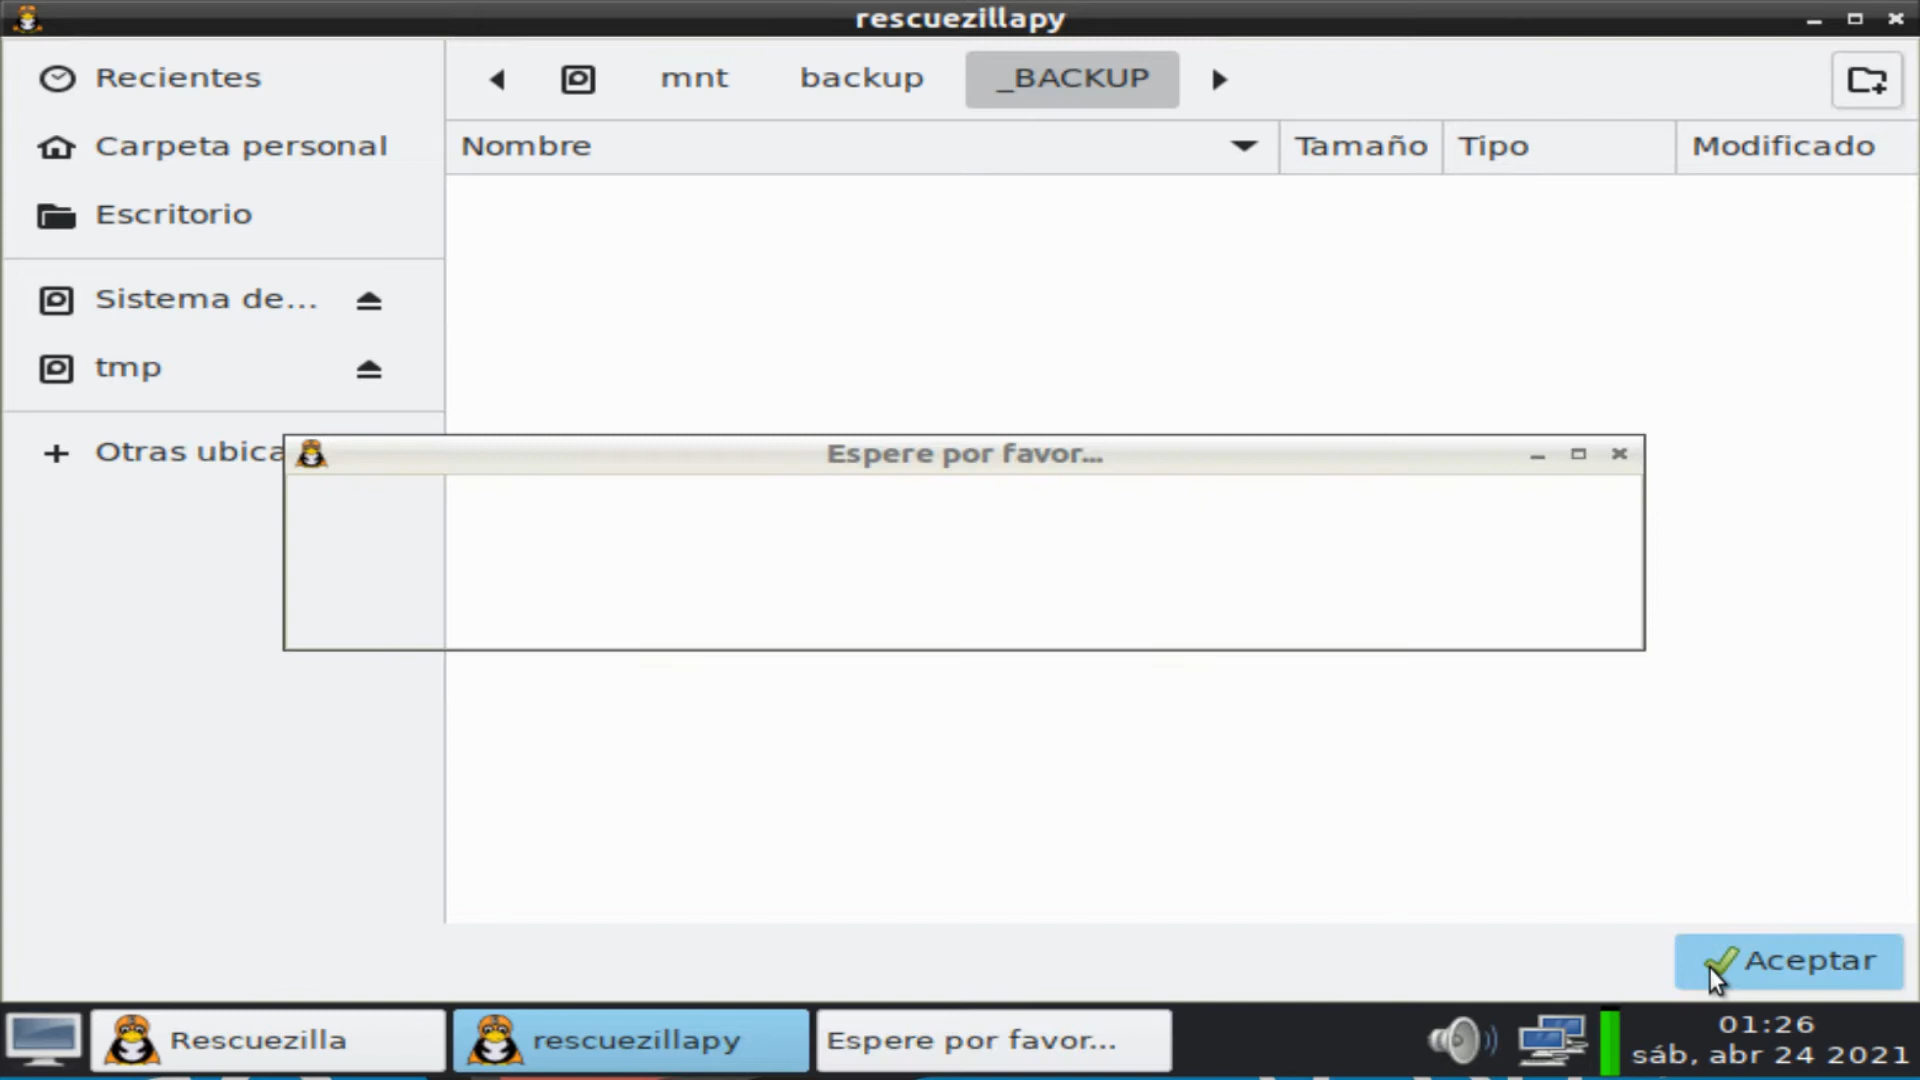 rescuezillapy
Recientes
Carpeta personal
Escritorio
Sistema de...
tmp
Otras ubica
mnt
backup
_BACKUP
Nombre
Tamaño
Tipo
Modificado
Espere por favor...
Aceptar
Rescuezilla
rescuezillapy
Espere por favor...
01:26
sáb, abr 24 2021